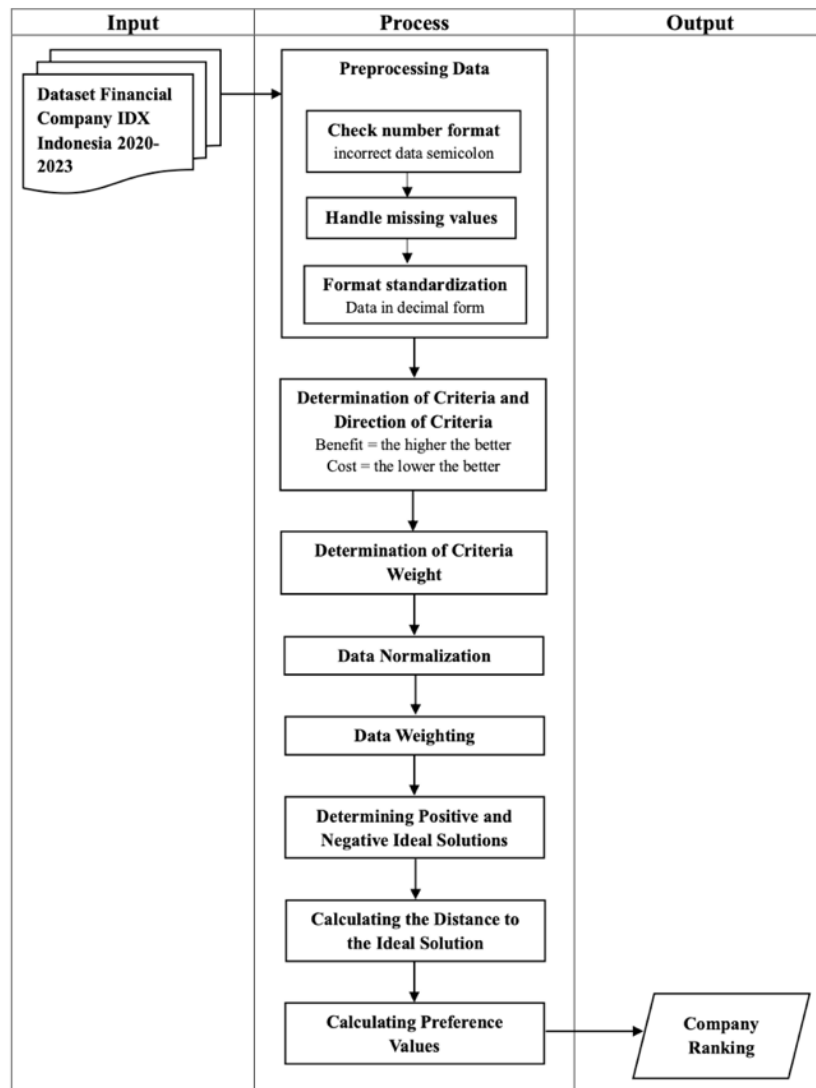 Input
Process
Output
Dataset Financial
Company IDX
Indonesia 2020-
2023
Preprocessing Data
Check number format
incorrect data semicolon
Handle missing values
Format standardization
Data in decimal form
Determination of Criteria and
Direction of Criteria
Benefit = the higher the better
Cost = the lower the better
Determination of Criteria
Weight
Data Normalization
Data Weighting
Determining Positive and
Negative Ideal Solutions
Calculating the Distance to
the Ideal Solution
Calculating Preference
Values
Company
Ranking